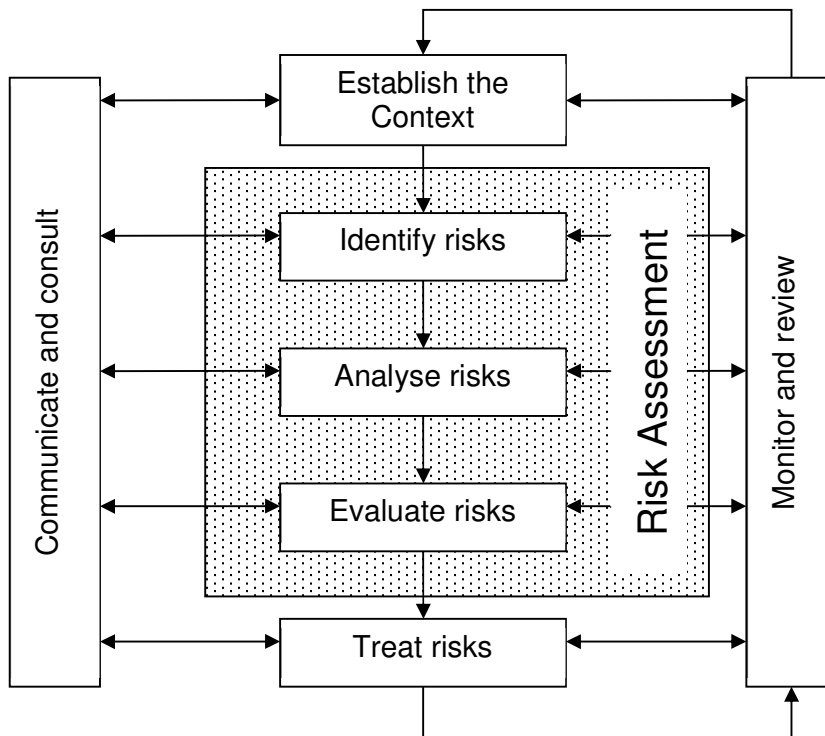 Establish the
Context
Identify risks
Analyse risks
Evaluate risks
Treat risks
Communicate and consult
Risk Assessment
Monitor and review